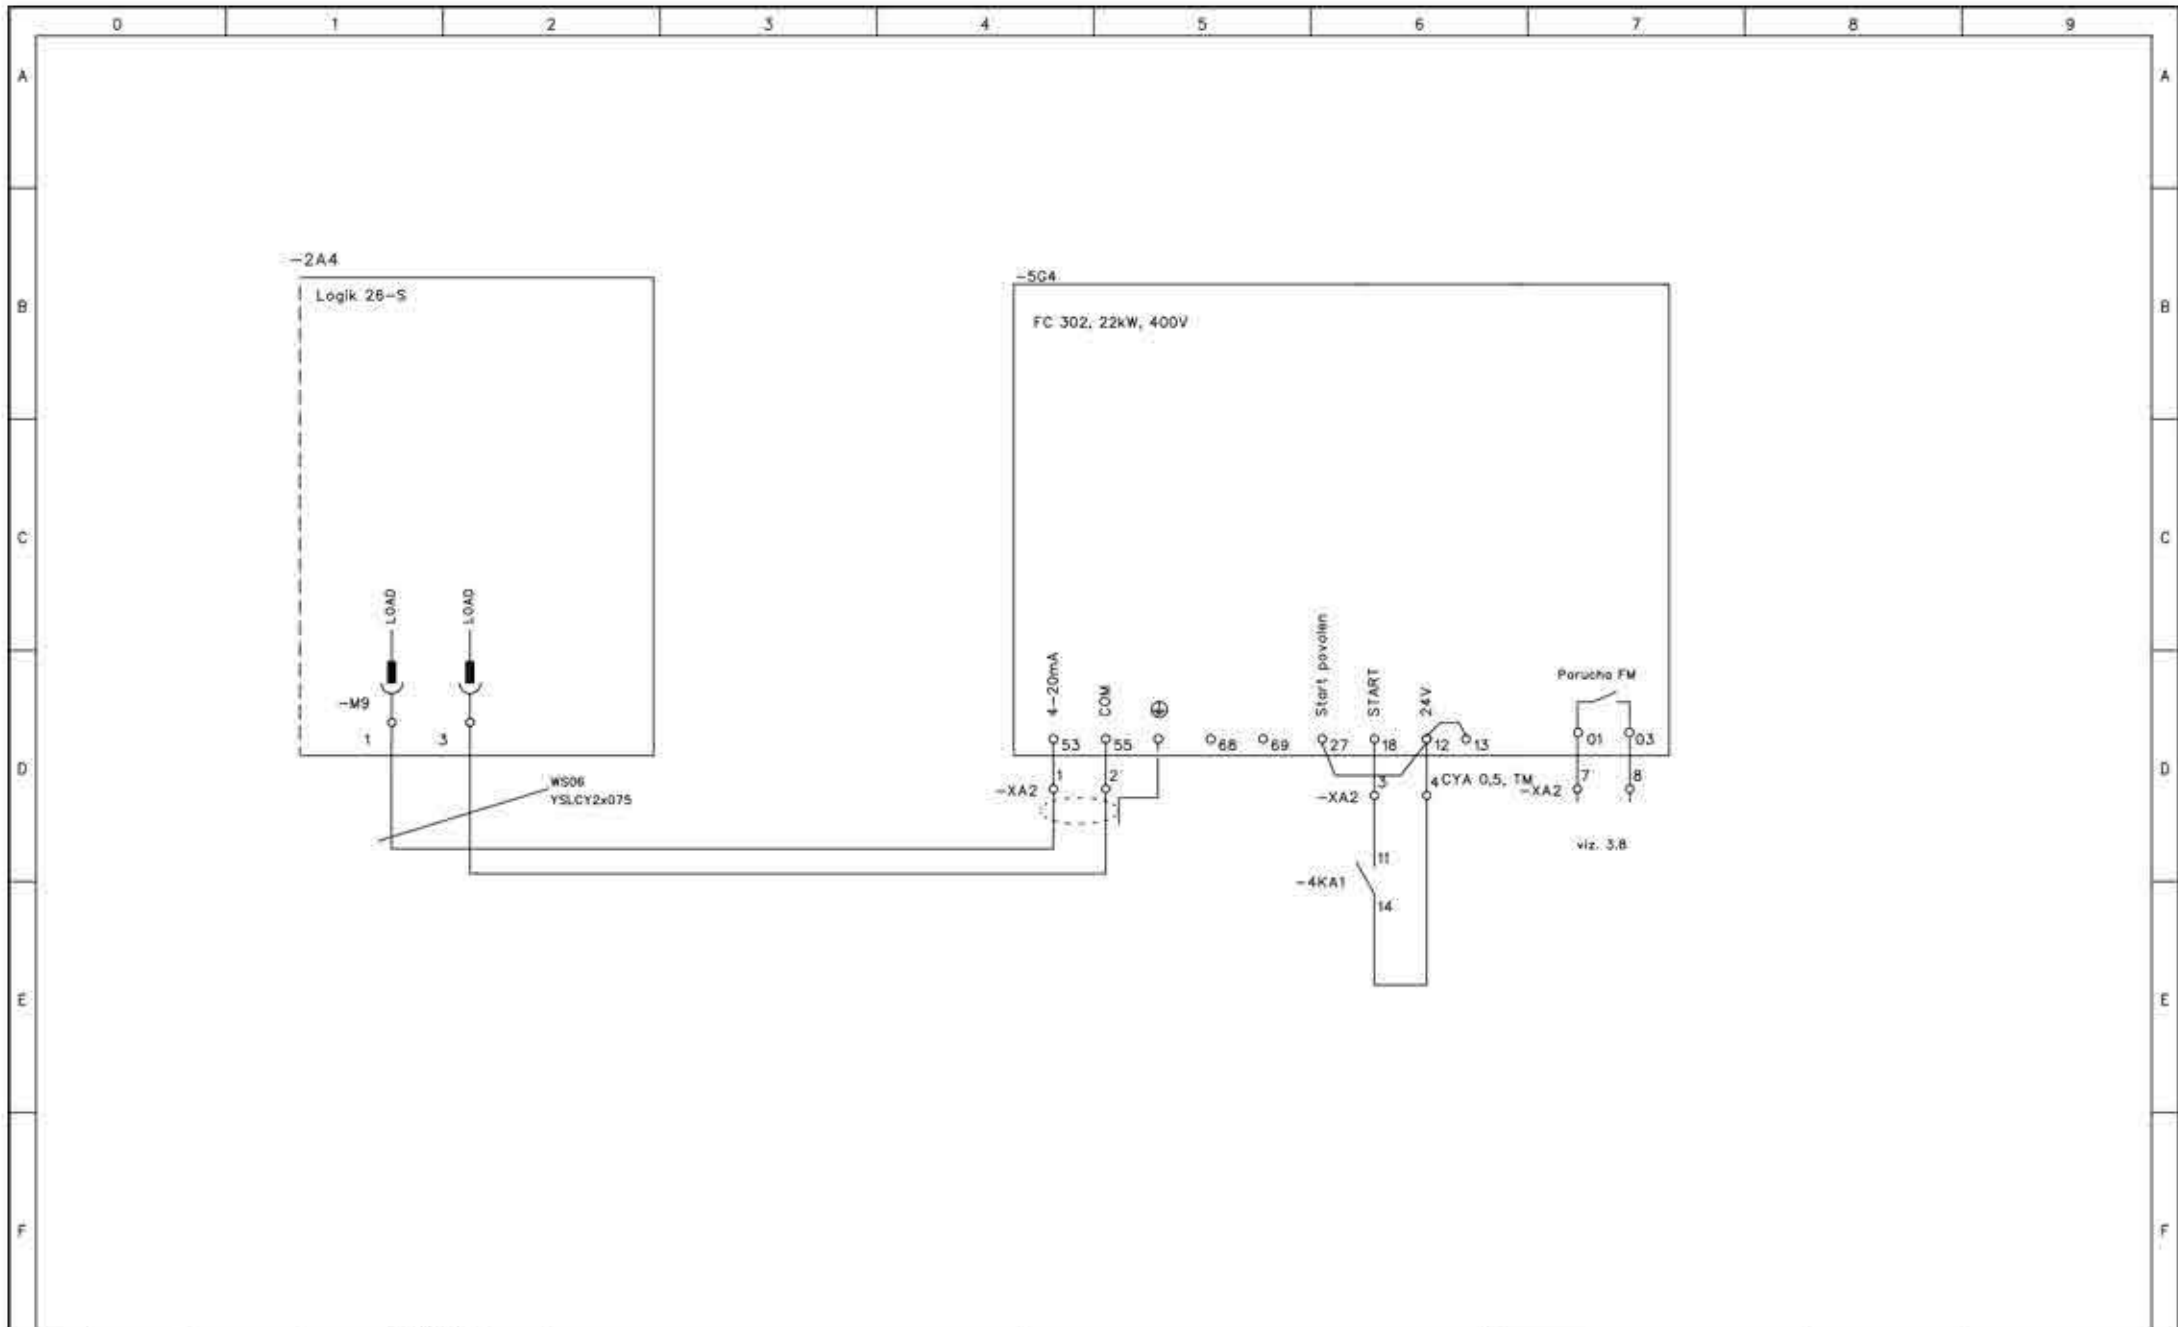 0 1 2 3 4 5 6 7 8 9
A A
-2A4
-5G4
Logik 26-S
B B
FC 302, 22kW, 400V
C C
LOAD LOAD
4-20mA COM Start povolen START 24V
Porucha FM
-M9
1 3
53 55 68 69 27 18 12 13 01 03
D D
WS06
YSLCY2x075
-XA2 1 2
-XA2 3 4 CYA 0,5, TM
-XA2 7 8
viz. 3.8
11
-4KA1
14
E E
F F